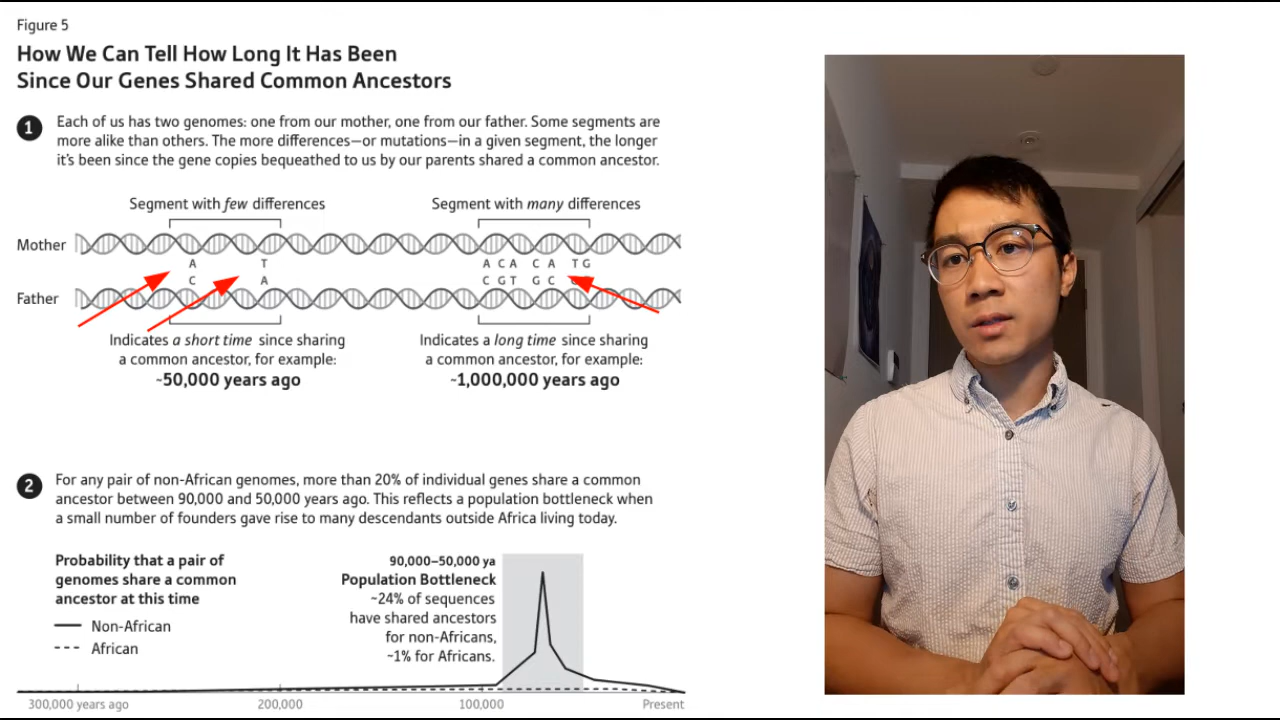 Figure 5
How We Can Tell How Long It Has Been
Since Our Genes Shared Common Ancestors
1
Each of us has two genomes: one from our mother, one from our father. Some segments are
more alike than others. The more differences—or mutations—in a given segment, the longer
it's been since the gene copies bequeathed to us by our parents shared a common ancestor.
Segment with few differences
Segment with many differences
Mother
A T
A C A C A T G
C A
C G T G C
Father
Indicates a short time since sharing
a common ancestor, for example:
~50,000 years ago
Indicates a long time since sharing
a common ancestor, for example:
~1,000,000 years ago
2
For any pair of non-African genomes, more than 20% of individual genes share a common
ancestor between 90,000 and 50,000 years ago. This reflects a population bottleneck when
a small number of founders gave rise to many descendants outside Africa living today.
Probability that a pair of
genomes share a common
ancestor at this time
Non-African
African
90,000–50,000 ya
Population Bottleneck
~24% of sequences
have shared ancestors
for non-Africans,
~1% for Africans.
300,000 years ago
200,000
100,000
Present